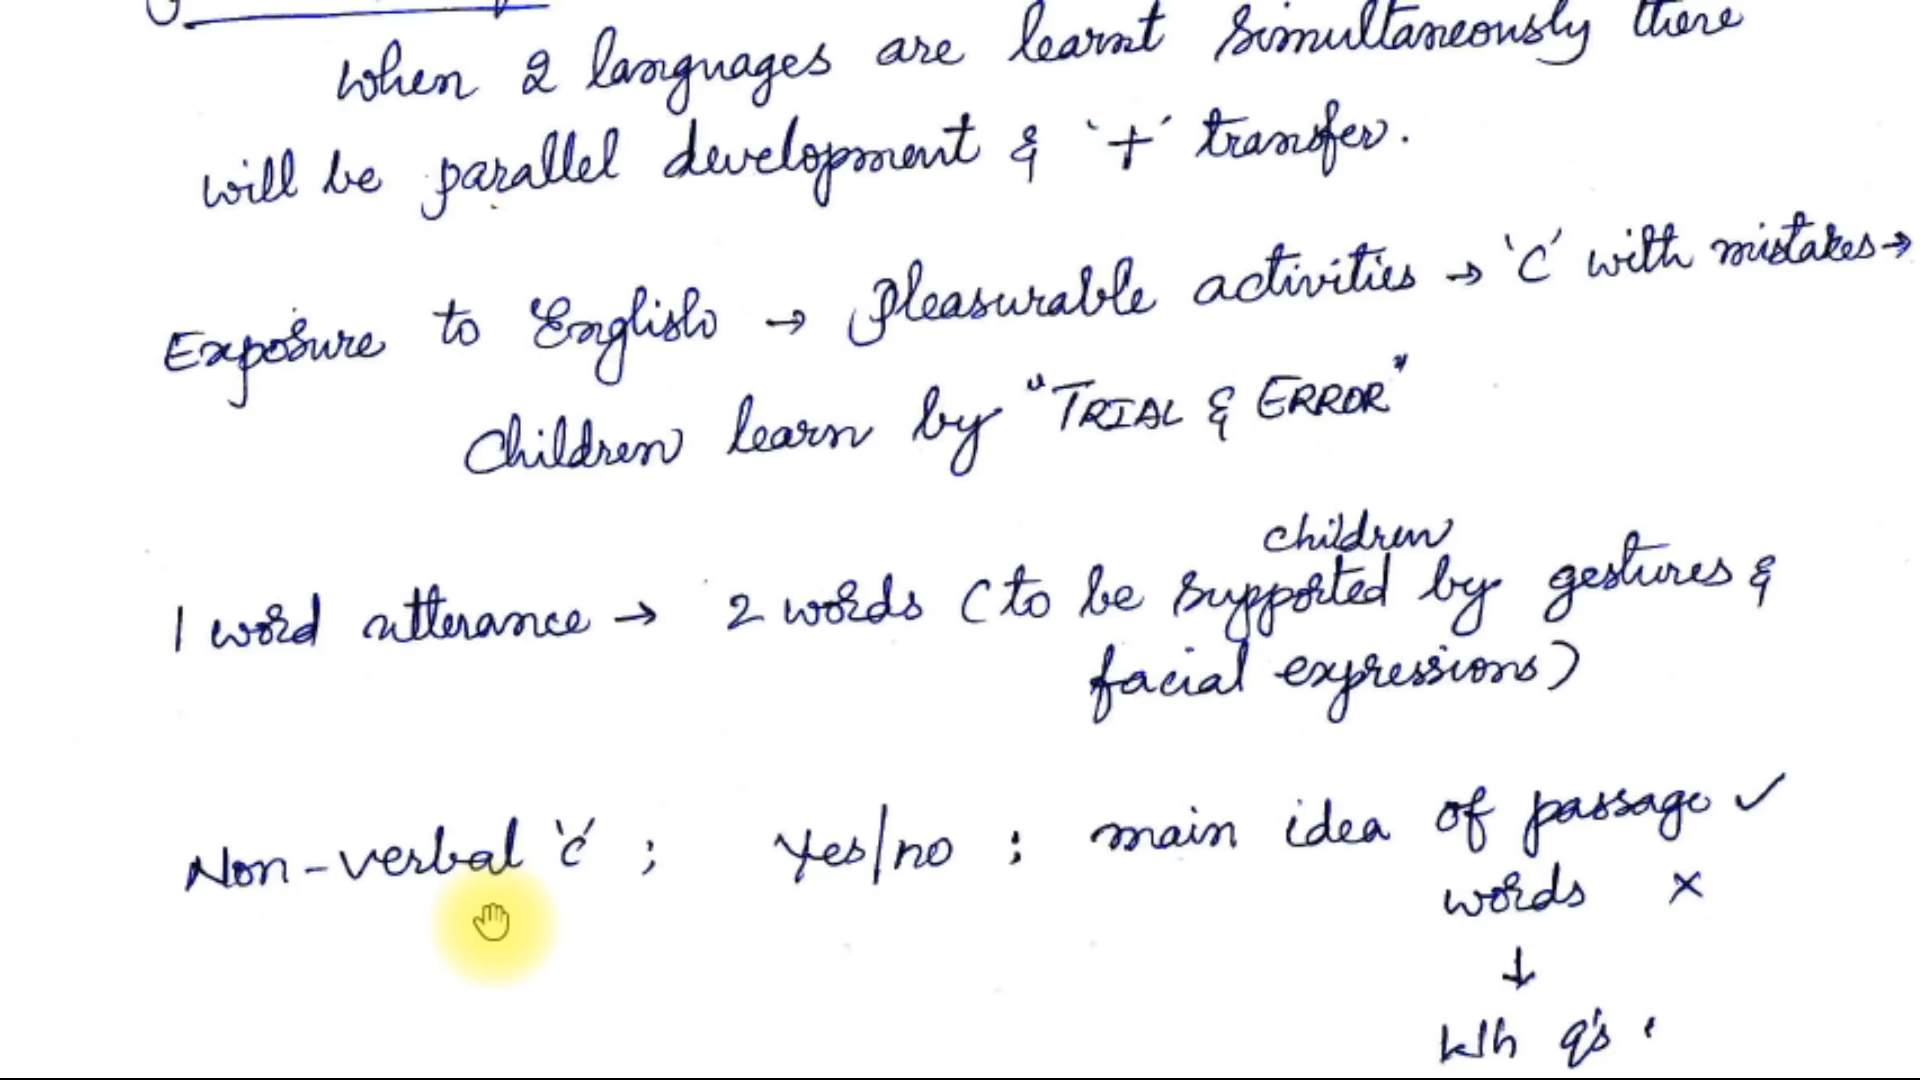 when 2 languages are learnt simultaneously there
will be parallel development & '+' transfer.
Exposure to English → Pleasurable activities → 'C' with mistakes →
Children learn by "TRIAL & ERROR"
children
1 word utterance → 2 words (to be supported by gestures &
facial expressions)
Non-verbal 'c' ; Yes/no ; main idea of passage ✓
words ×
↓
Wh q's